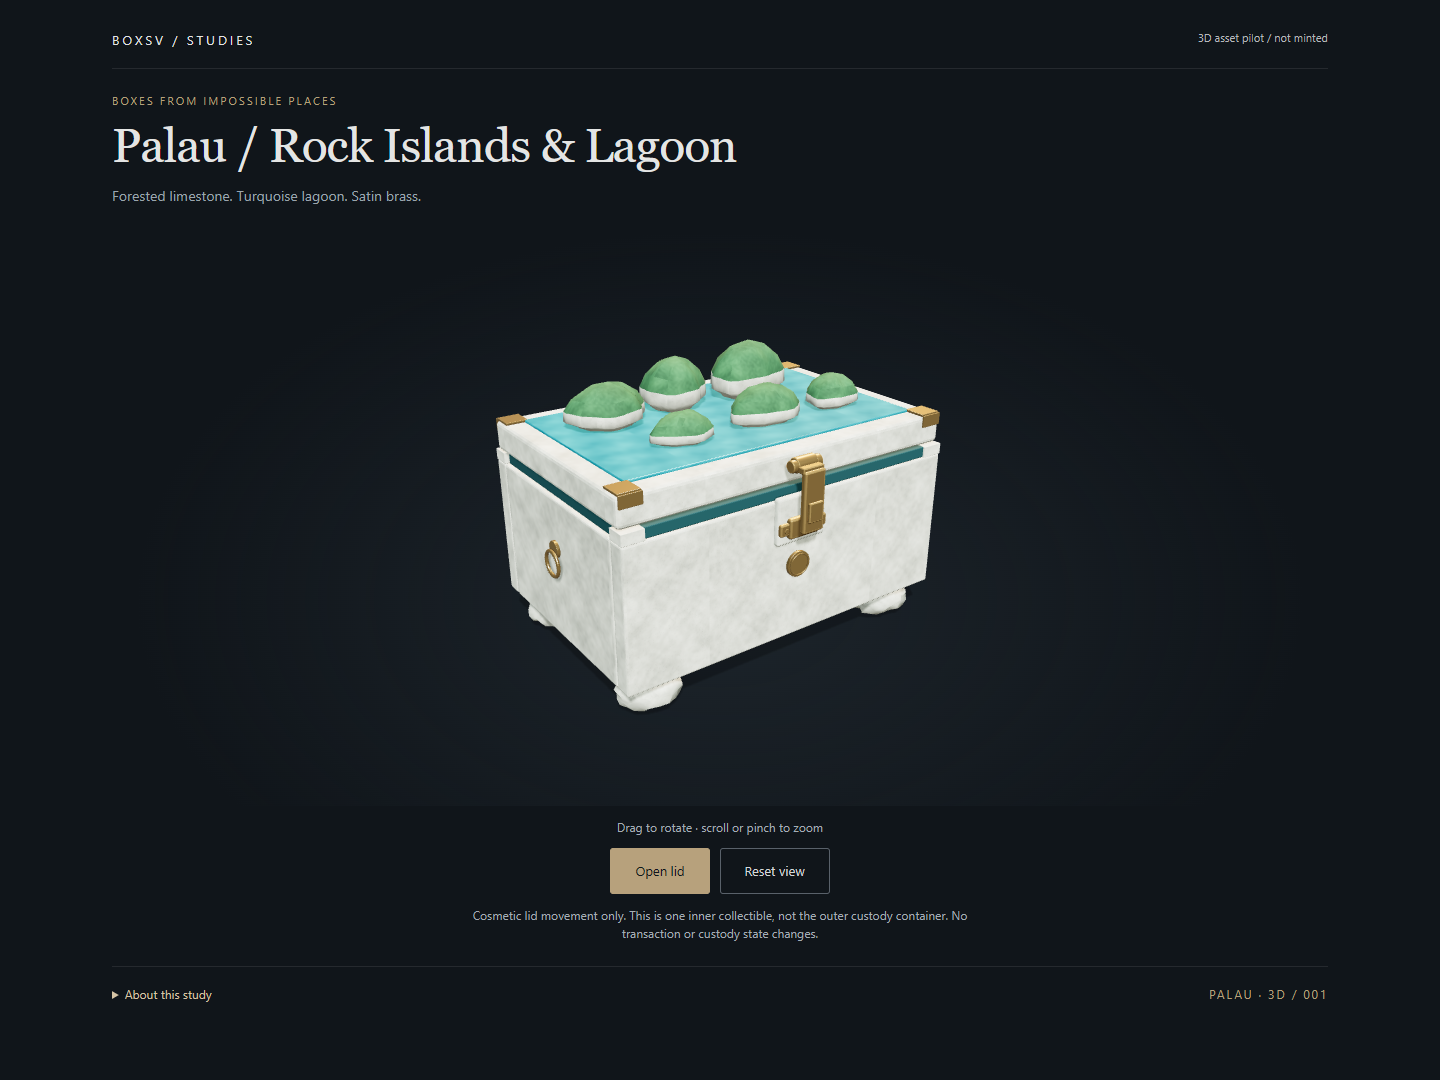 BOXSV / STUDIES
3D asset pilot / not minted
BOXES FROM IMPOSSIBLE PLACES
Palau / Rock Islands & Lagoon
Forested limestone. Turquoise lagoon. Satin brass.
Drag to rotate · scroll or pinch to zoom
Open lid
Reset view
Cosmetic lid movement only. This is one inner collectible, not the outer custody container. No
transaction or custody state changes.
About this study
PALAU · 3D / 001